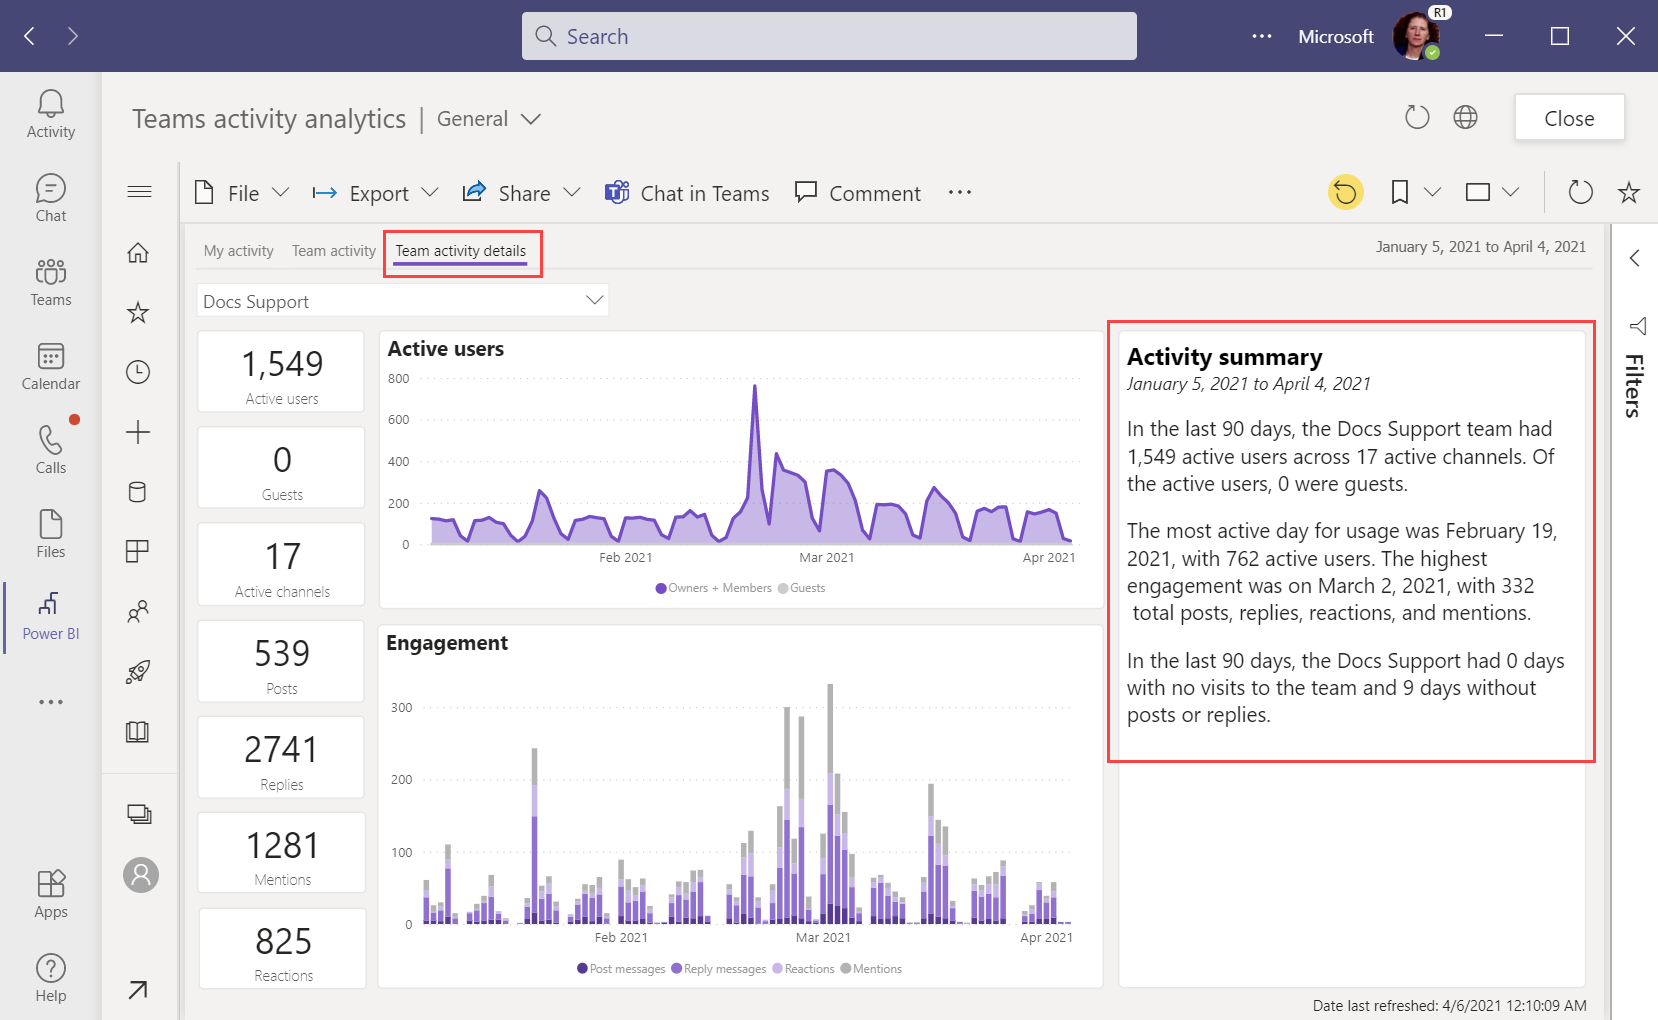 Search
Microsoft
R1
Activity
Chat
Teams
Calendar
Calls
Files
Power BI
Apps
Help
Teams activity analytics | General
Close
File
Export
Share
Chat in Teams
Comment
My activity
Team activity
Team activity details
January 5, 2021 to April 4, 2021
Docs Support
1,549
Active users
0
Guests
17
Active channels
539
Posts
2741
Replies
1281
Mentions
825
Reactions
Active users
800
600
400
200
0
Feb 2021
Mar 2021
Apr 2021
Owners + Members
Guests
Engagement
300
200
100
0
Feb 2021
Mar 2021
Apr 2021
Post messages
Reply messages
Reactions
Mentions
Activity summary
January 5, 2021 to April 4, 2021
In the last 90 days, the Docs Support team had
1,549 active users across 17 active channels. Of
the active users, 0 were guests.
The most active day for usage was February 19,
2021, with 762 active users. The highest
engagement was on March 2, 2021, with 332
total posts, replies, reactions, and mentions.
In the last 90 days, the Docs Support had 0 days
with no visits to the team and 9 days without
posts or replies.
Filters
Date last refreshed: 4/6/2021 12:10:09 AM